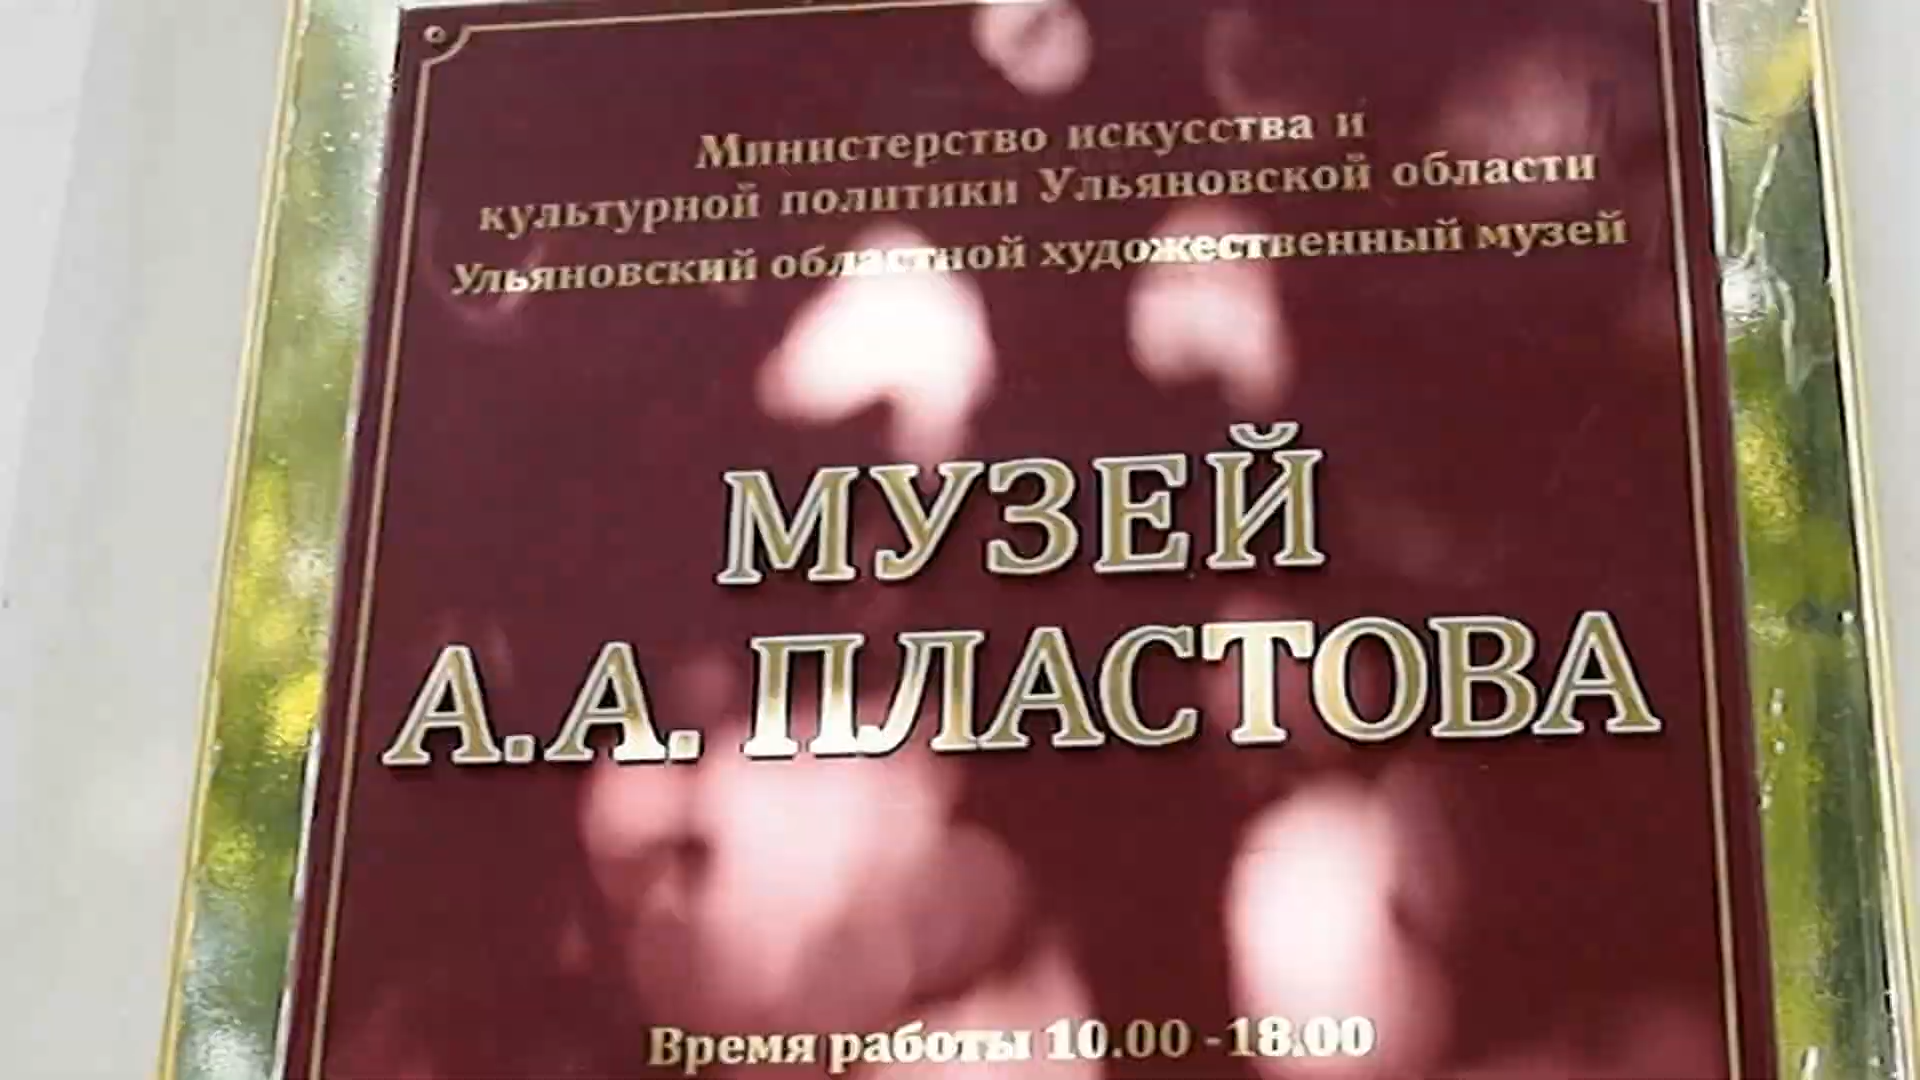 Министерство искусства и
культурной политики Ульяновской области
Ульяновский областной художественный музей
МУЗЕЙ
А.А. ПЛАСТОВА
Время работы 10.00 -18.00